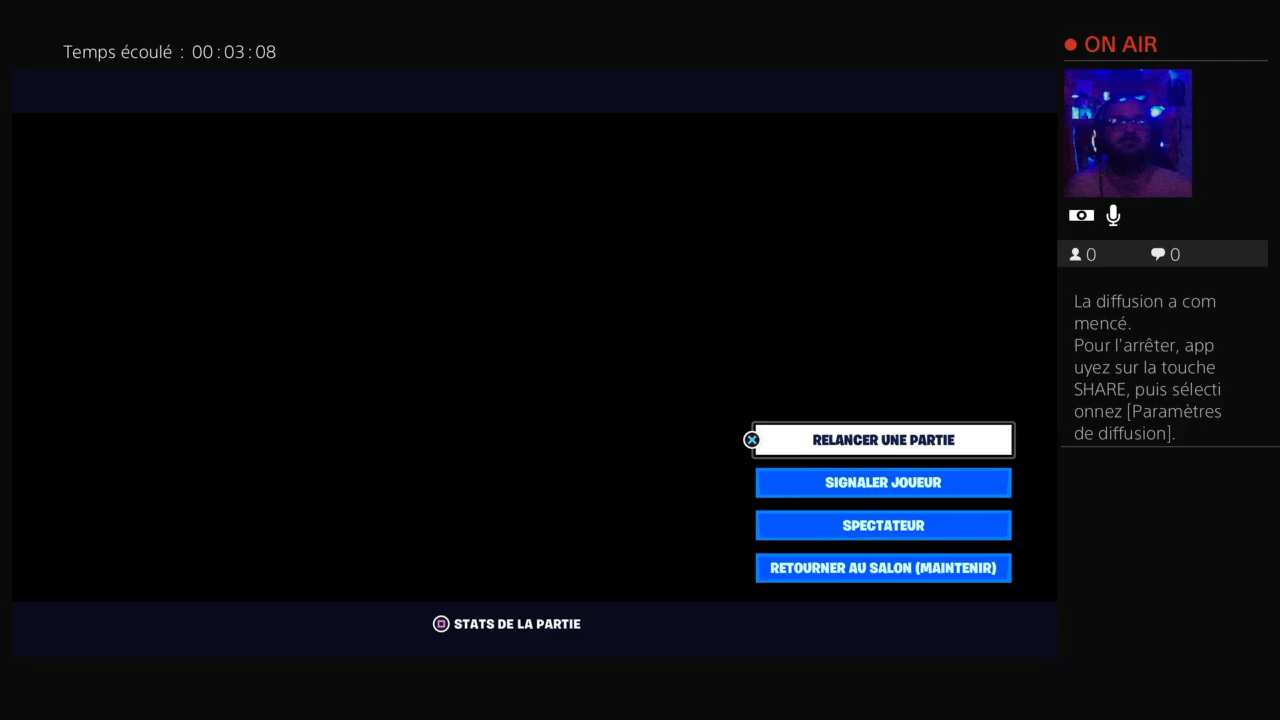 Temps écoulé : 00:03:08
ON AIR
0 0
La diffusion a com
mencé.
Pour l'arrêter, app
uyez sur la touche
SHARE, puis sélecti
onnez [Paramètres
de diffusion].
RELANCER UNE PARTIE
SIGNALER JOUEUR
SPECTATEUR
RETOURNER AU SALON (MAINTENIR)
STATS DE LA PARTIE